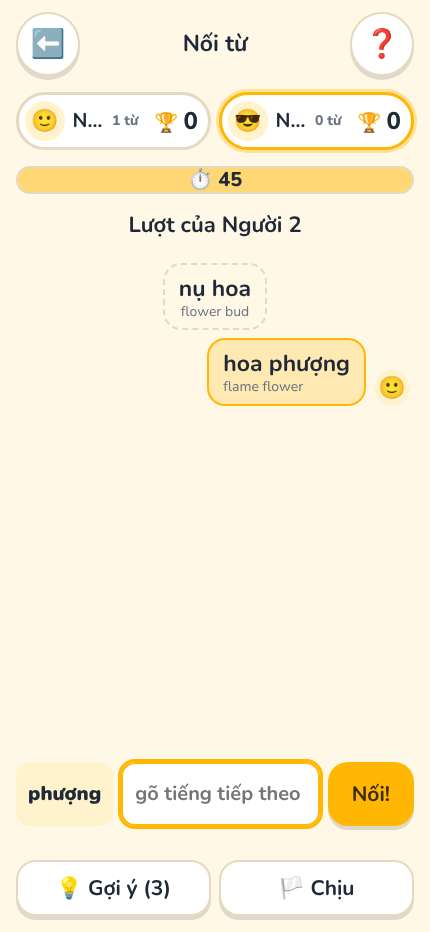 Nối từ
N... 1 từ 0
N... 0 từ 0
45
Lượt của Người 2
nụ hoa
flower bud
hoa phượng
flame flower
phượng
gõ tiếng tiếp theo
Nối!
Gợi ý (3)
Chịu